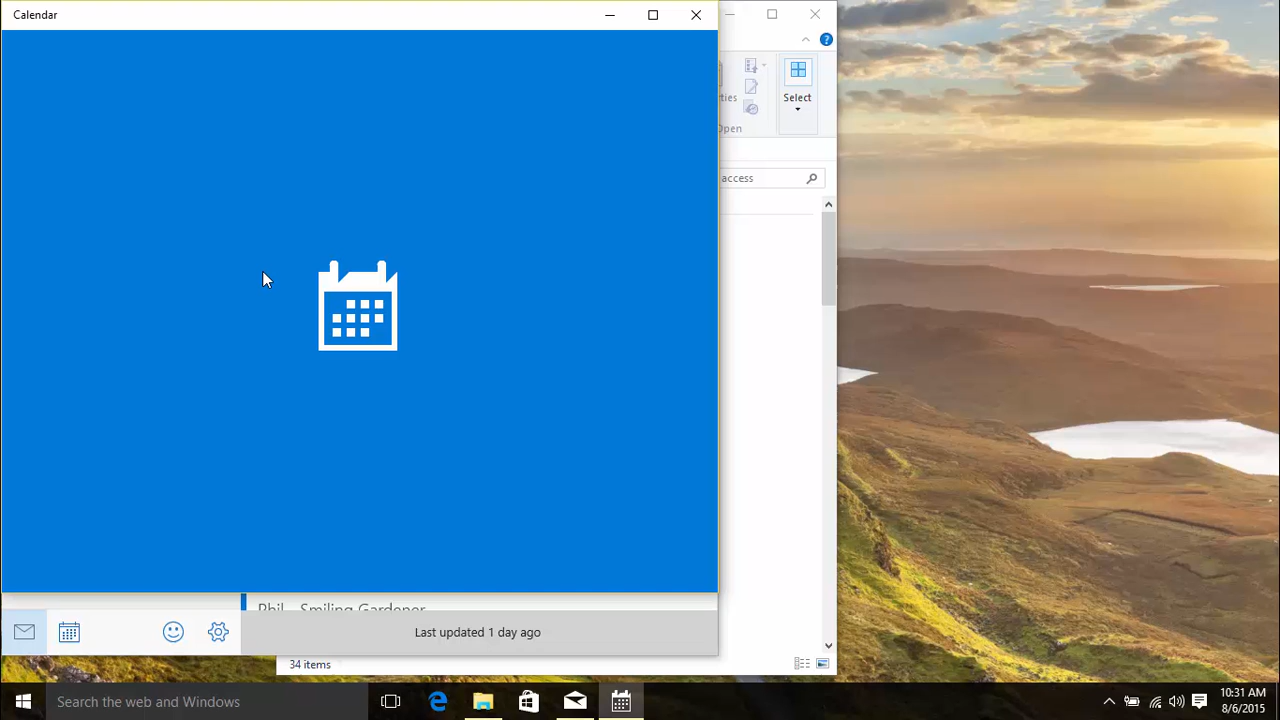 Calendar
Select
rties
Open
access
Phil - Smiling Gardener
Last updated 1 day ago
34 items
Search the web and Windows
10:31 AM
8/6/2015